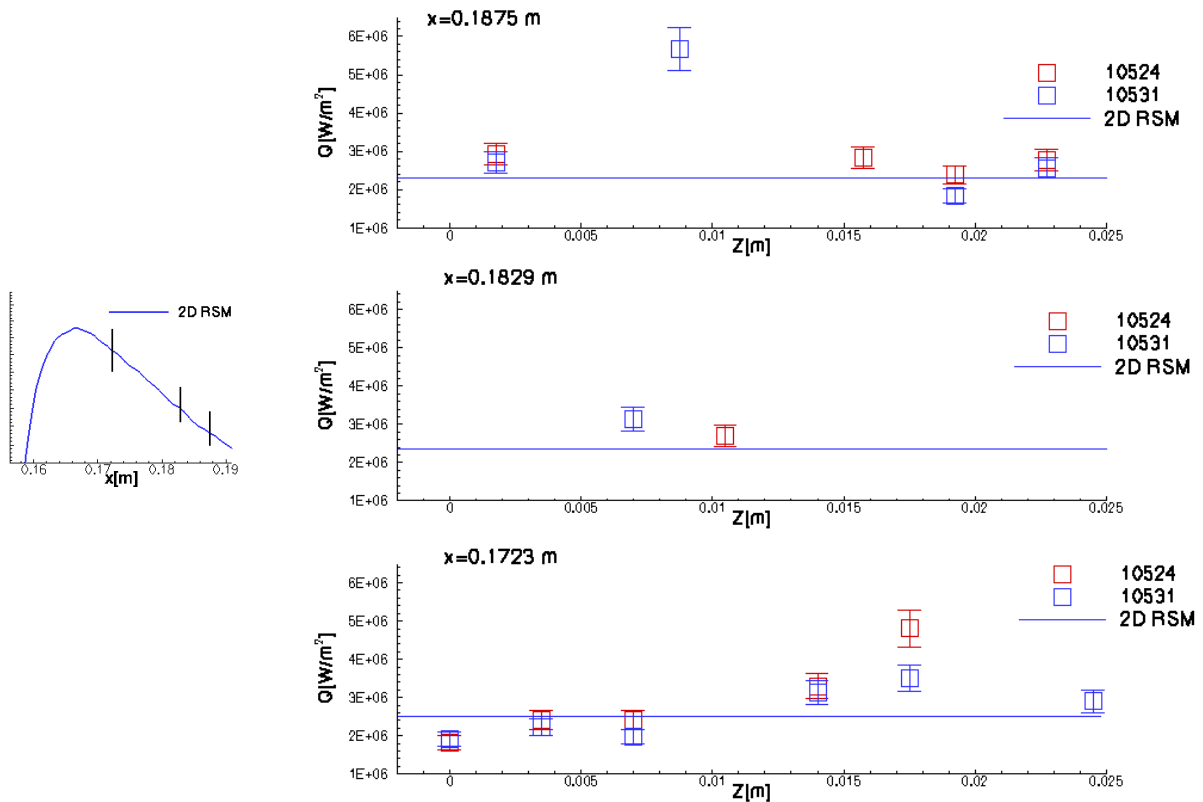 x=0.1875 m
6E+06
5E+06
4E+06
3E+06
2E+06
1E+06
Q[W/m²]
10524
10531
2D RSM
0
0.005
0.01
0.015
0.02
0.025
Z[m]
x=0.1829 m
6E+06
5E+06
4E+06
3E+06
2E+06
1E+06
Q[W/m²]
10524
10531
2D RSM
0
0.005
0.01
0.015
0.02
0.025
Z[m]
2D RSM
0.16
0.17
0.18
0.19
x[m]
x=0.1723 m
6E+06
5E+06
4E+06
3E+06
2E+06
1E+06
Q[W/m²]
10524
10531
2D RSM
0
0.005
0.01
0.015
0.02
0.025
Z[m]